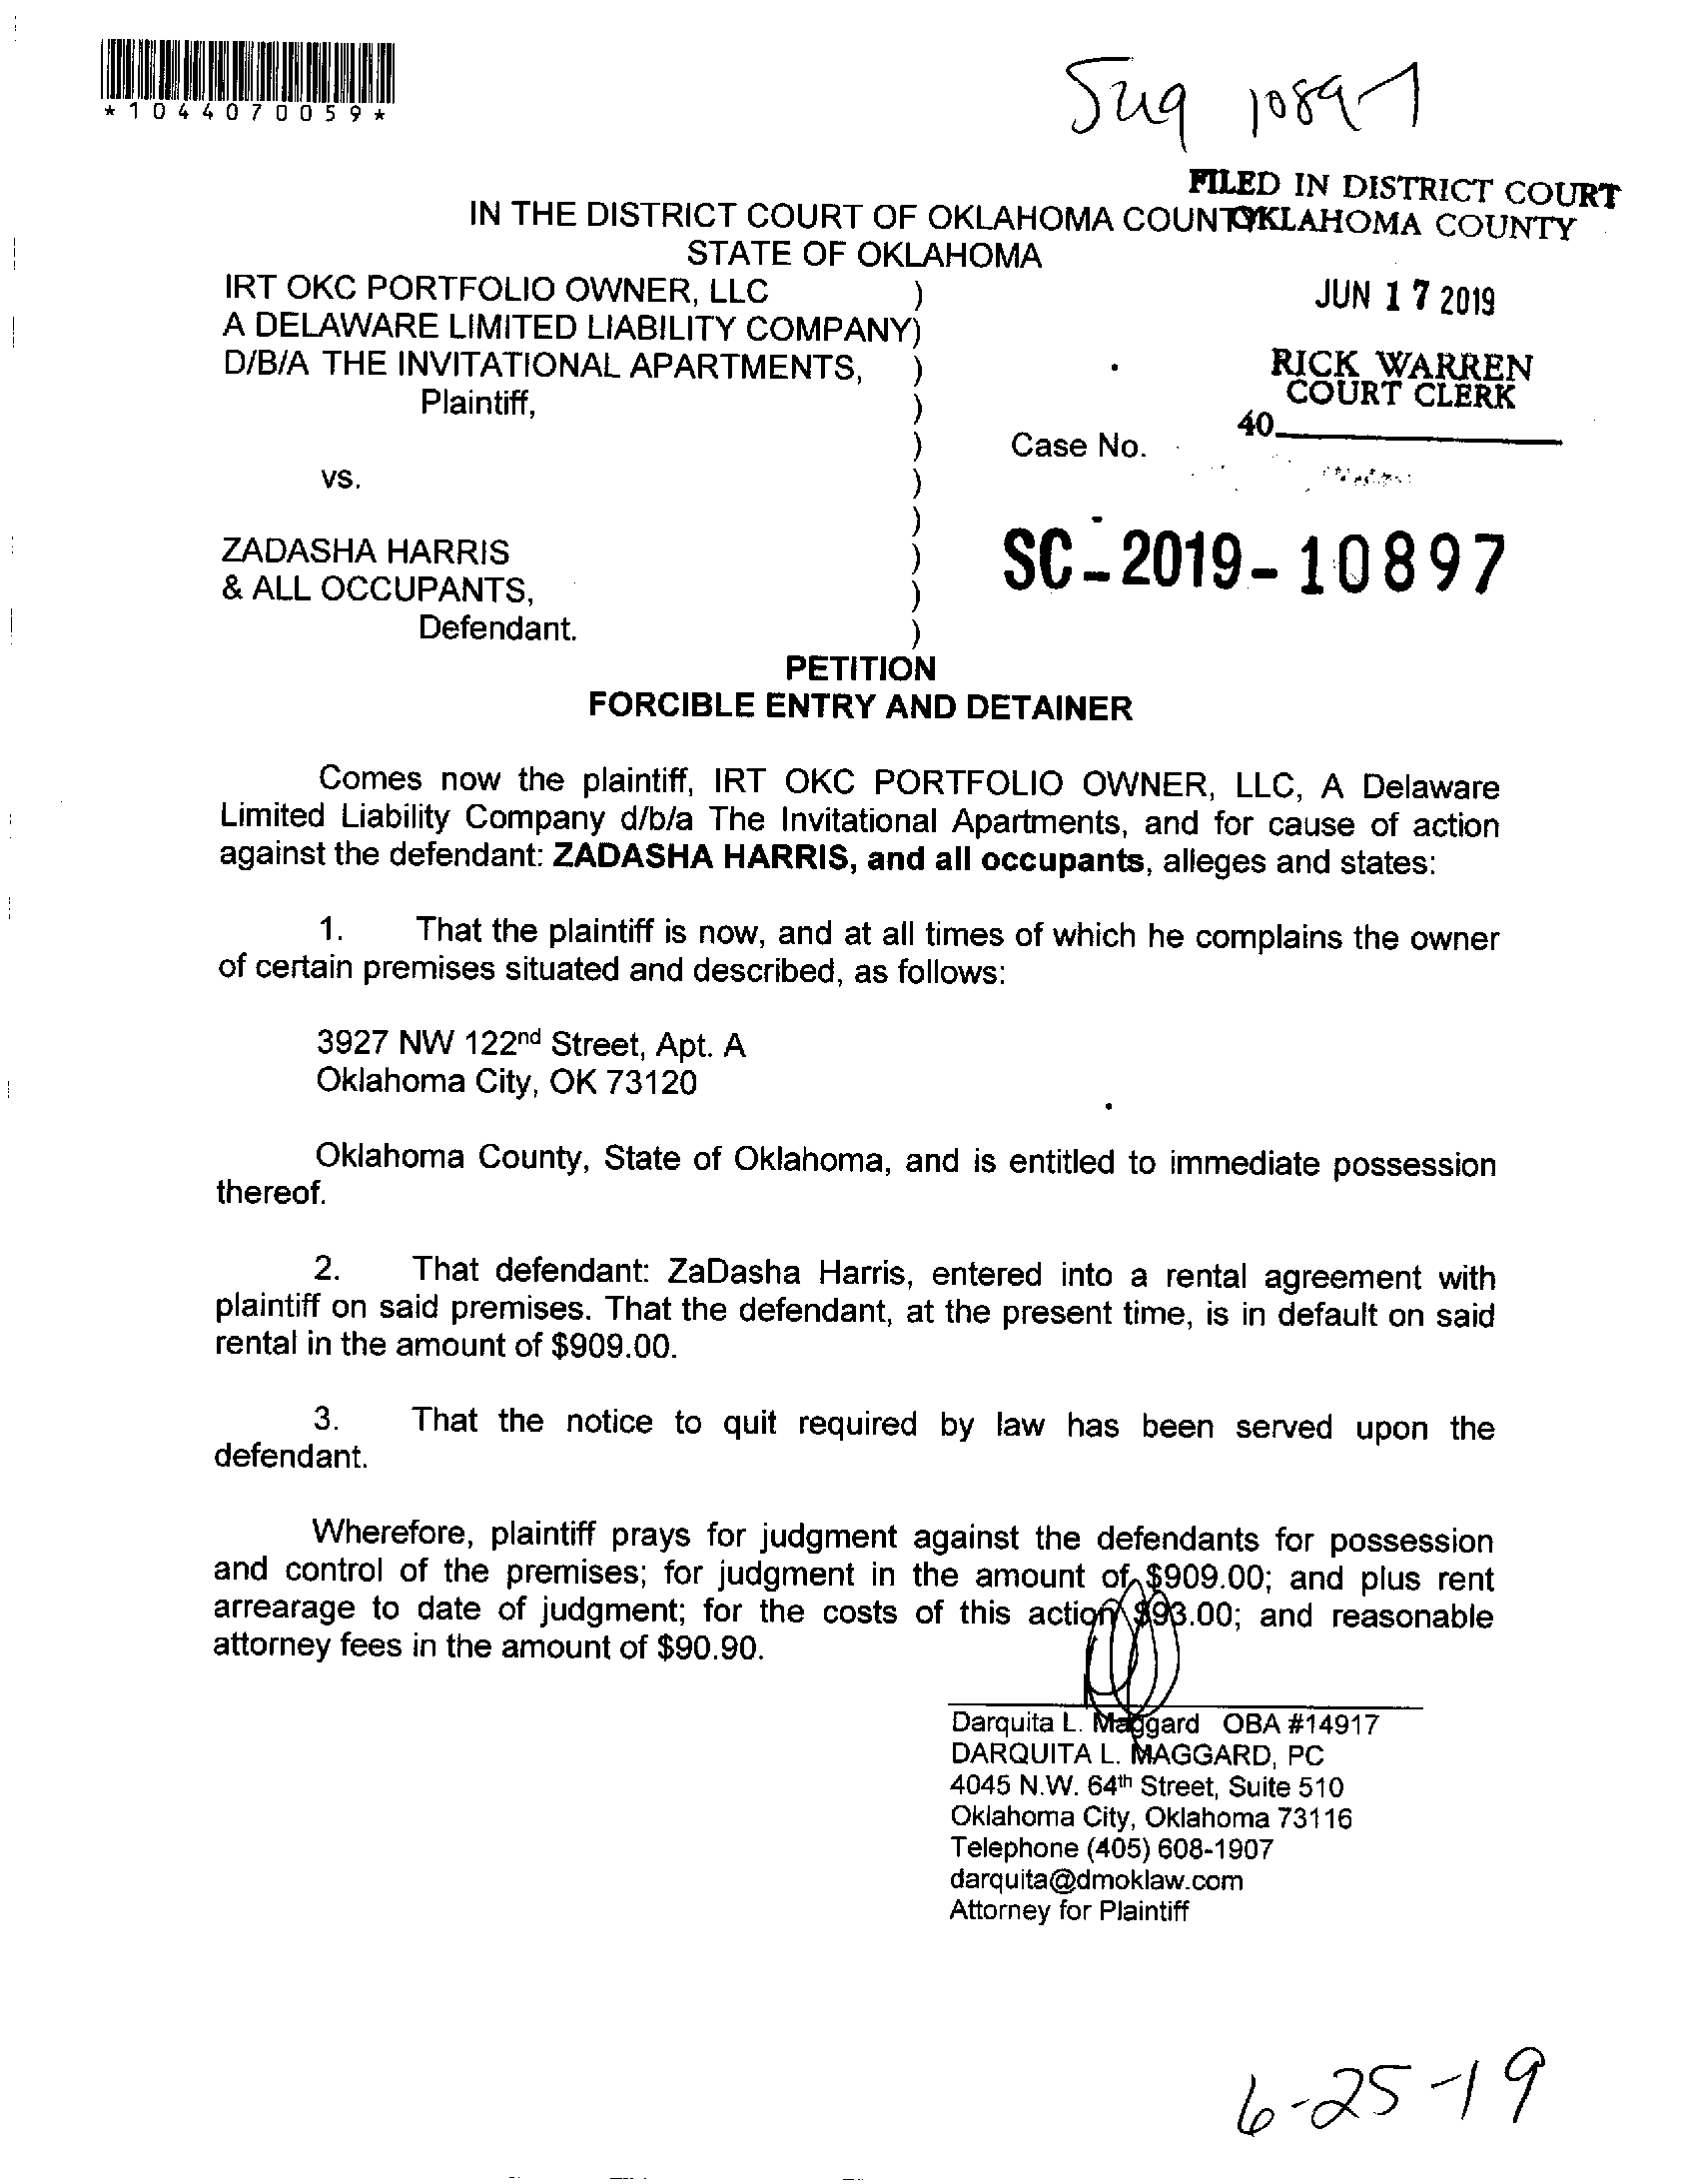 *1044070059*
10897
FILED IN DISTRICT COURT
IN THE DISTRICT COURT OF OKLAHOMA COUNTY
OKLAHOMA COUNTY
STATE OF OKLAHOMA
IRT OKC PORTFOLIO OWNER, LLC )
JUN 17 2019
A DELAWARE LIMITED LIABILITY COMPANY)
D/B/A THE INVITATIONAL APARTMENTS, )
RICK WARREN
COURT CLERK
Plaintiff, )
40
) Case No.
vs. )
)
ZADASHA HARRIS )
SC-2019-10897
& ALL OCCUPANTS, )
Defendant. )
PETITION
FORCIBLE ENTRY AND DETAINER
Comes now the plaintiff, IRT OKC PORTFOLIO OWNER, LLC, A Delaware
Limited Liability Company d/b/a The Invitational Apartments, and for cause of action
against the defendant: ZADASHA HARRIS, and all occupants, alleges and states:
1. That the plaintiff is now, and at all times of which he complains the owner
of certain premises situated and described, as follows:
3927 NW 122nd Street, Apt. A
Oklahoma City, OK 73120
Oklahoma County, State of Oklahoma, and is entitled to immediate possession
thereof.
2. That defendant: ZaDasha Harris, entered into a rental agreement with
plaintiff on said premises. That the defendant, at the present time, is in default on said
rental in the amount of $909.00.
3. That the notice to quit required by law has been served upon the
defendant.
Wherefore, plaintiff prays for judgment against the defendants for possession
and control of the premises; for judgment in the amount of $909.00; and plus rent
arrearage to date of judgment; for the costs of this action $93.00; and reasonable
attorney fees in the amount of $90.90.
Darquita L. Maggard OBA #14917
DARQUITA L. MAGGARD, PC
4045 N.W. 64th Street, Suite 510
Oklahoma City, Oklahoma 73116
Telephone (405) 608-1907
darquita@dmoklaw.com
Attorney for Plaintiff
6-25-19